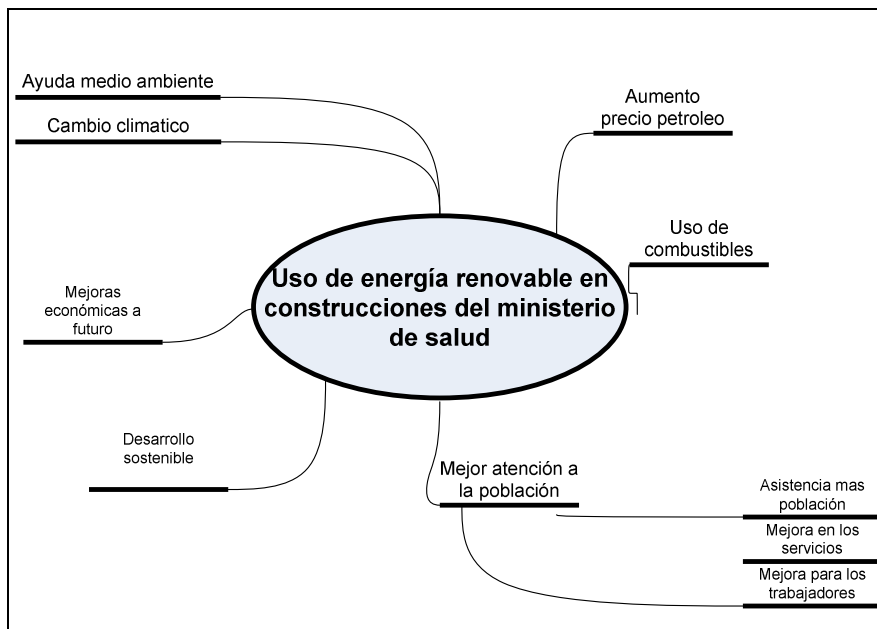 Ayuda medio ambiente
Cambio climatico
Aumento
precio petroleo
Uso de
combustibles
Uso de energía renovable en
construcciones del ministerio
de salud
Mejoras
económicas a
futuro
Desarrollo
sostenible
Mejor atención a
la población
Asistencia mas
población
Mejora en los
servicios
Mejora para los
trabajadores